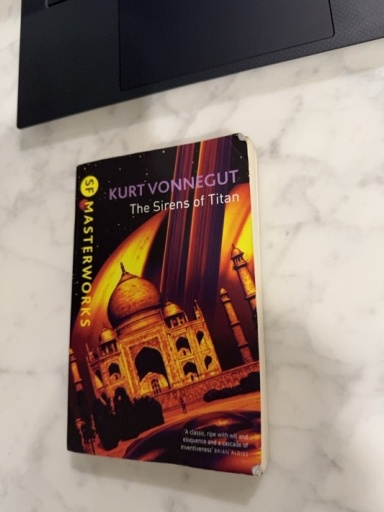 SF MASTERWORKS
KURT VONNEGUT
The Sirens of Titan
'A classic, ripe with wit and
eloquence and a cascade of
inventiveness' BRIAN ALDISS